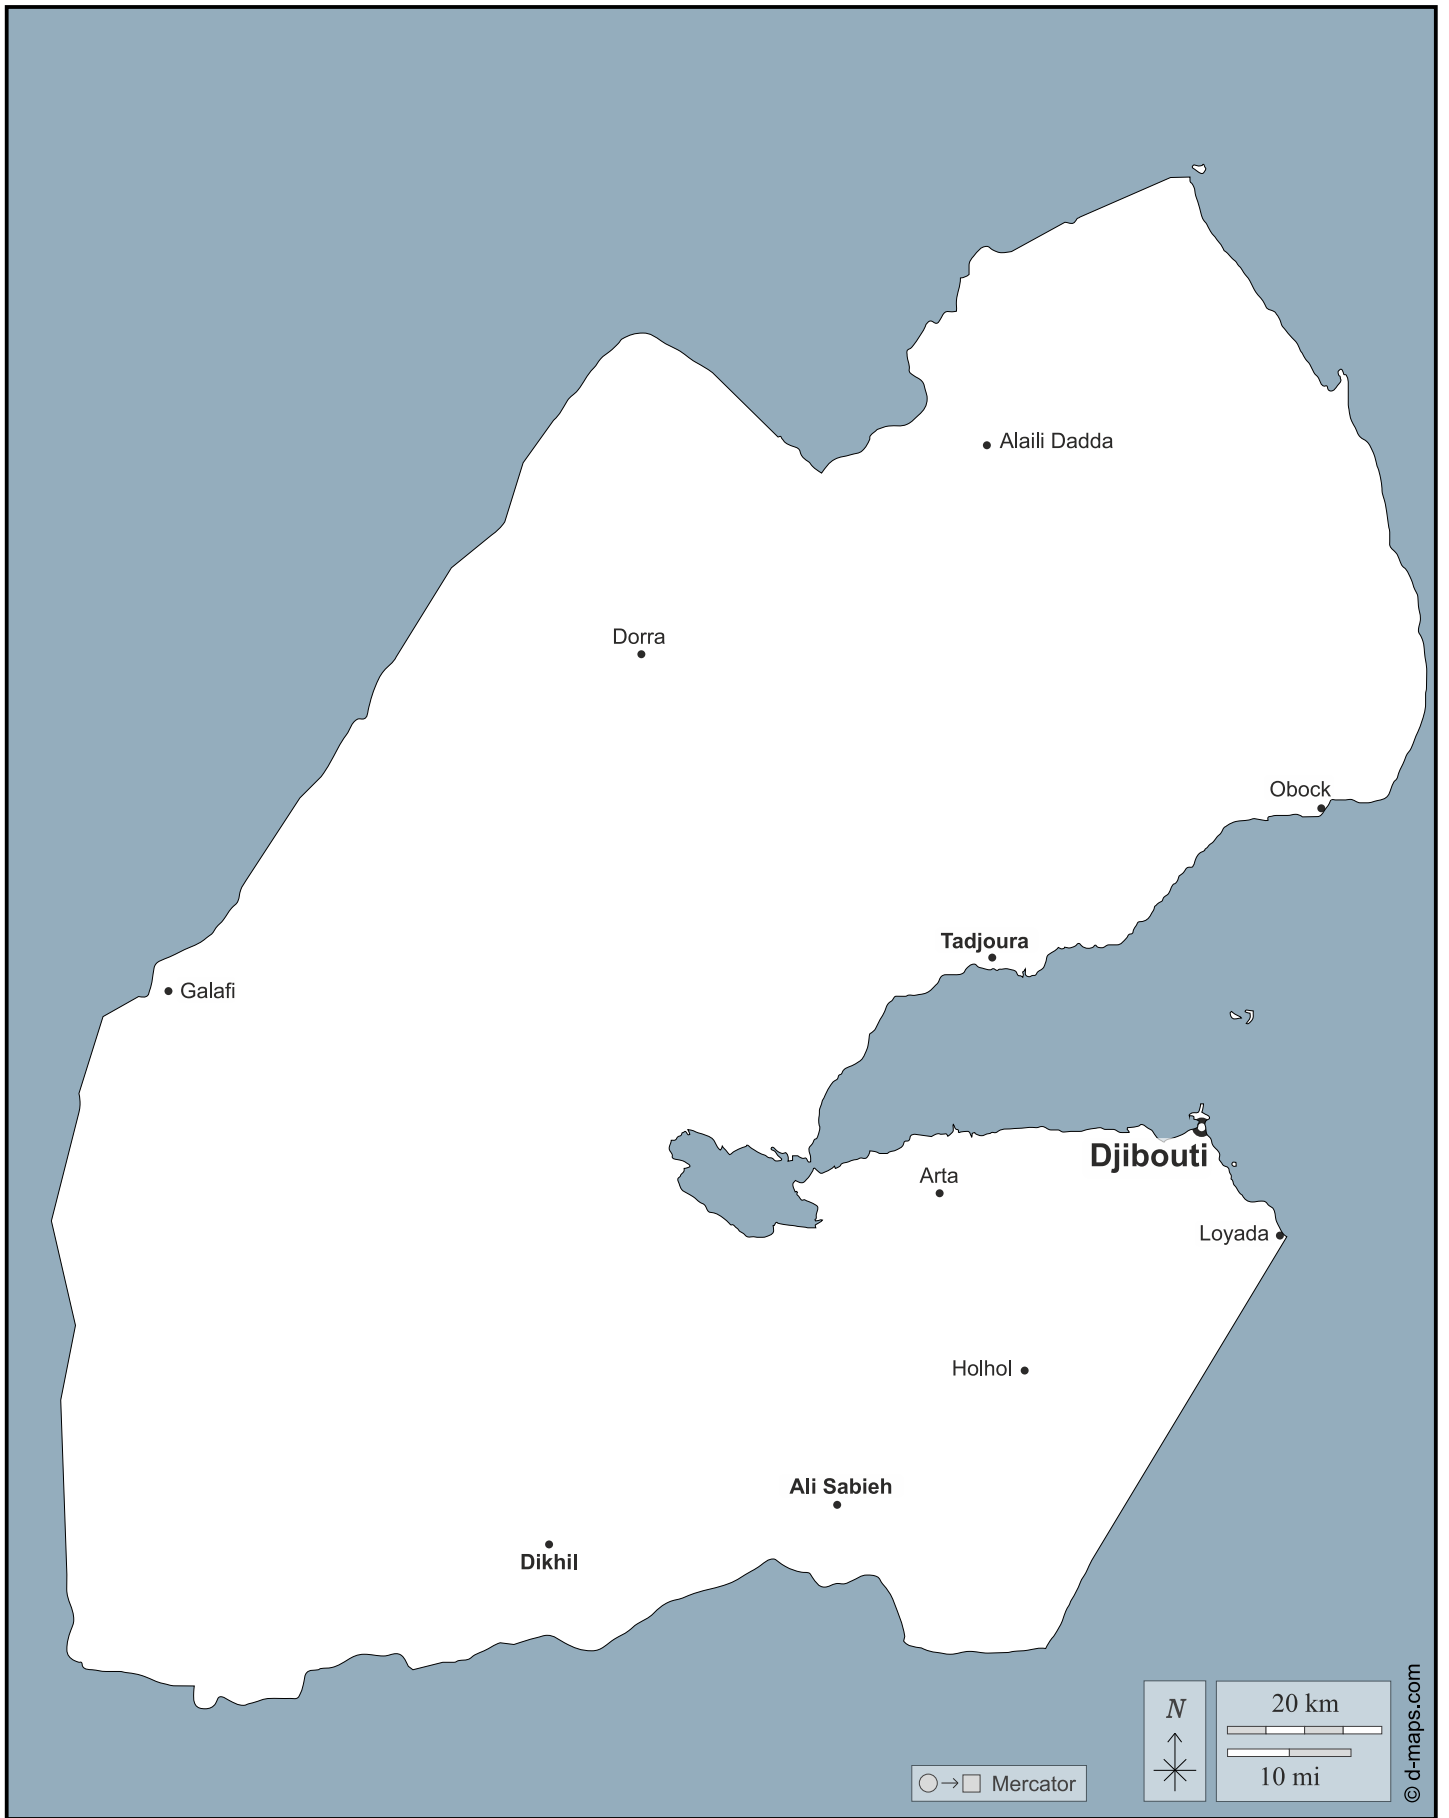 Alaili Dadda
Dorra
Obock
Tadjoura
Galafi
Djibouti
Arta
Loyada
Holhol
Ali Sabieh
Dikhil
N
20 km
10 mi
Mercator
© d-maps.com